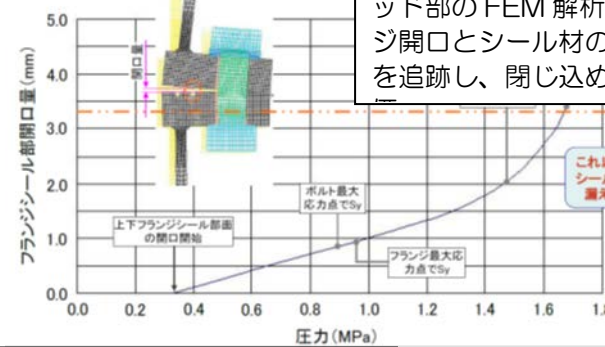 ット部の FEM 解析
ジ開口とシール材の
を追跡し、閉じ込め
5.0
4.0
3.0
2.0
1.0
0.0
フランジシール部開口量(mm)
開口量
ボルト最大
応力点でSy
上下フランジシール部面
の開口開始
フランジ最大応
力点でSy
これ
シール
漏
0.0 0.2 0.4 0.6 0.8 1.0 1.2 1.4 1.6 1.8
圧力(MPa)